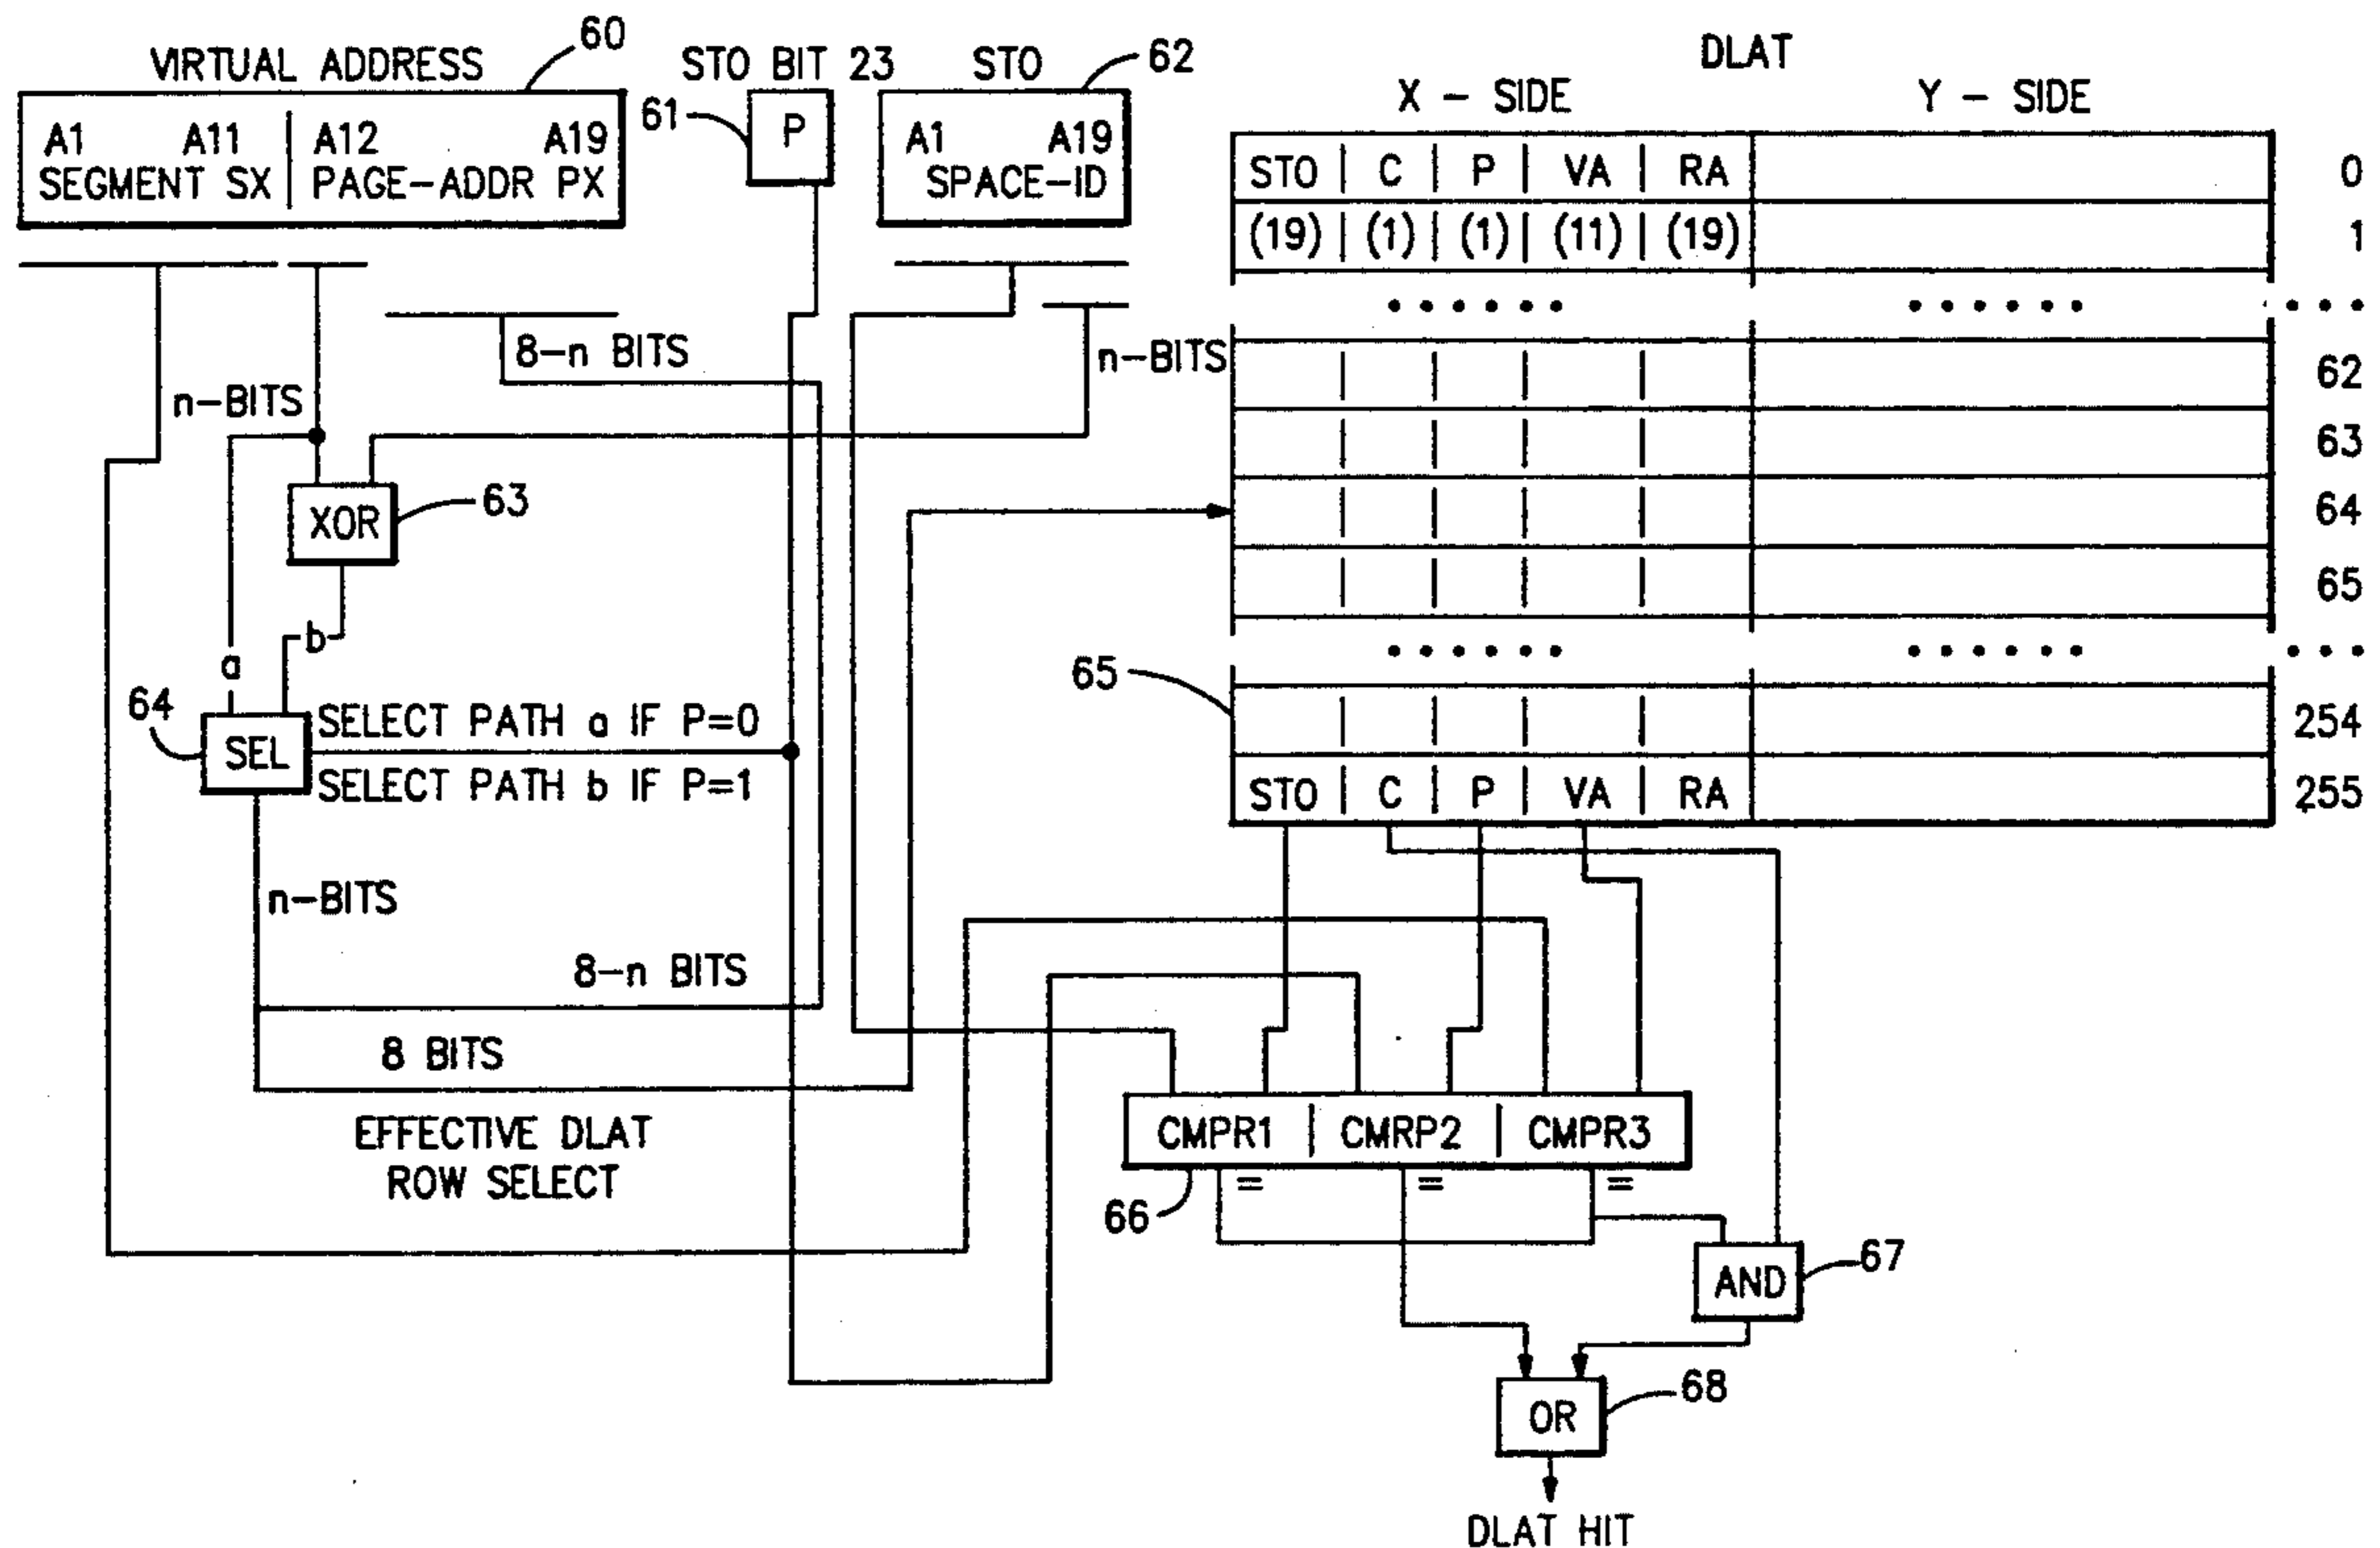 VIRTUAL ADDRESS
60
A1 A11 | A12 A19
SEGMENT SX | PAGE-ADDR PX
STO BIT 23
61
P
STO
62
A1 A19
SPACE-ID
DLAT
X - SIDE
Y - SIDE
STO | C | P | VA | RA
0
(19) | (1) | (1) | (11) | (19)
1
62
63
64
65
254
STO | C | P | VA | RA
255
65
8-n BITS
n-BITS
n-BITS
XOR
63
a
b
64
SEL
SELECT PATH a IF P=0
SELECT PATH b IF P=1
n-BITS
8-n BITS
8 BITS
EFFECTIVE DLAT
ROW SELECT
CMPR1 | CMRP2 | CMPR3
66
= = =
AND
67
OR
68
DLAT HIT